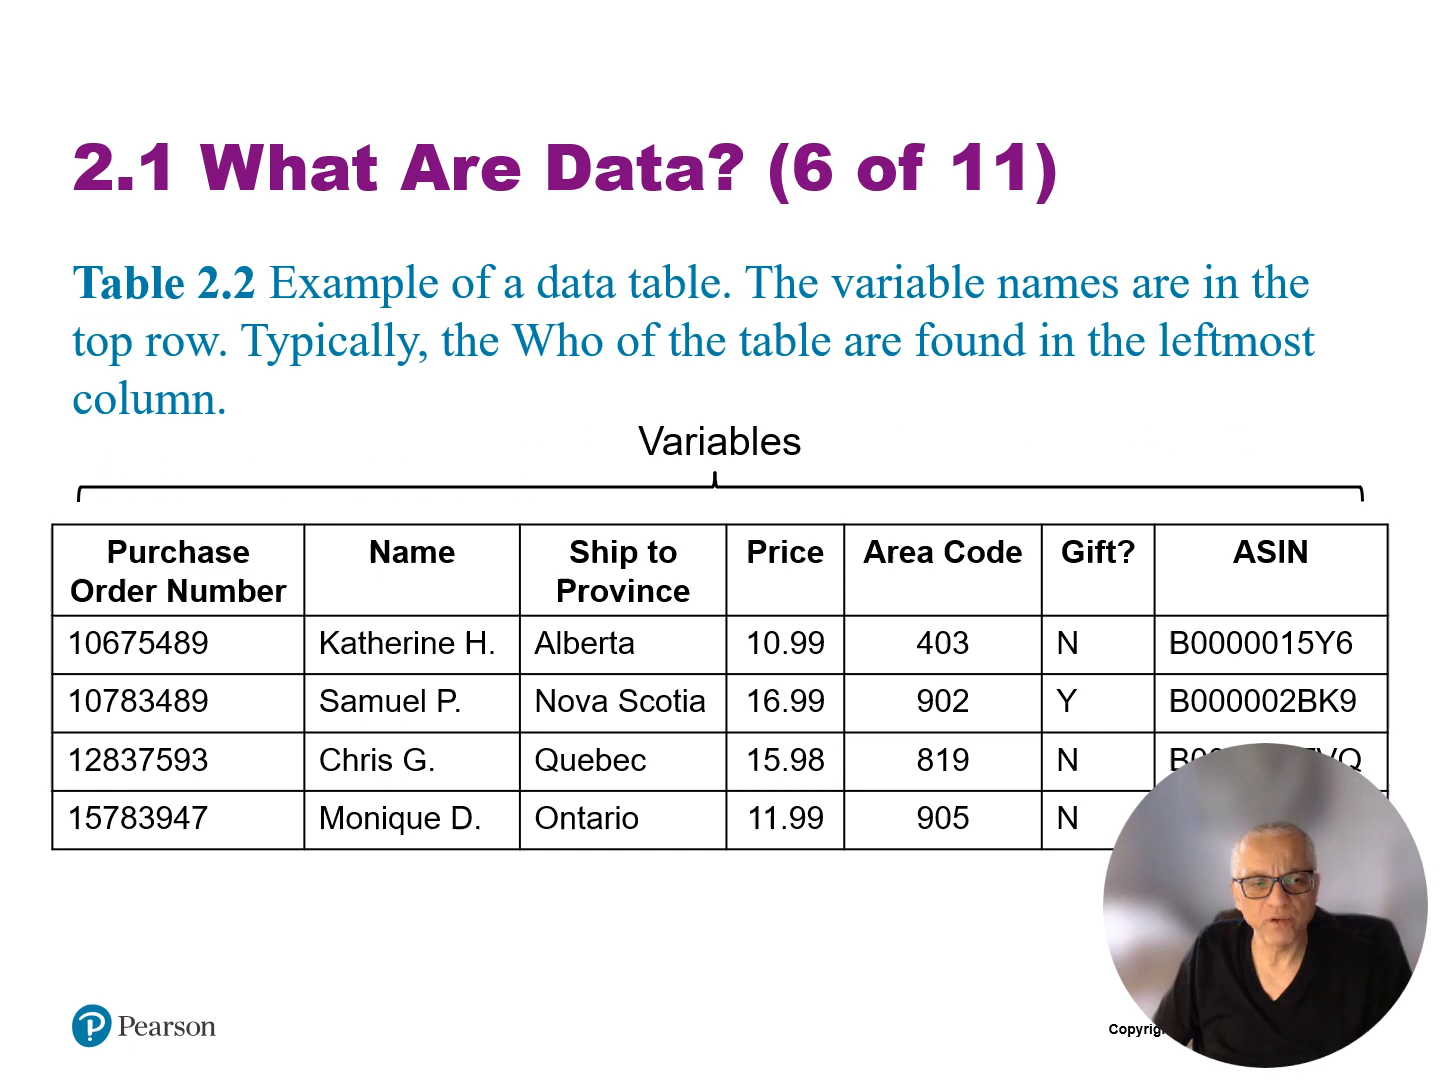 2.1 What Are Data? (6 of 11)
Table 2.2 Example of a data table. The variable names are in the
top row. Typically, the Who of the table are found in the leftmost
column.
Variables
Purchase Order Number Name Ship to Province Price Area Code Gift? ASIN
10675489 Katherine H. Alberta 10.99 403 N B0000015Y6
10783489 Samuel P. Nova Scotia 16.99 902 Y B000002BK9
12837593 Chris G. Quebec 15.98 819 N
15783947 Monique D. Ontario 11.99 905 N
Pearson